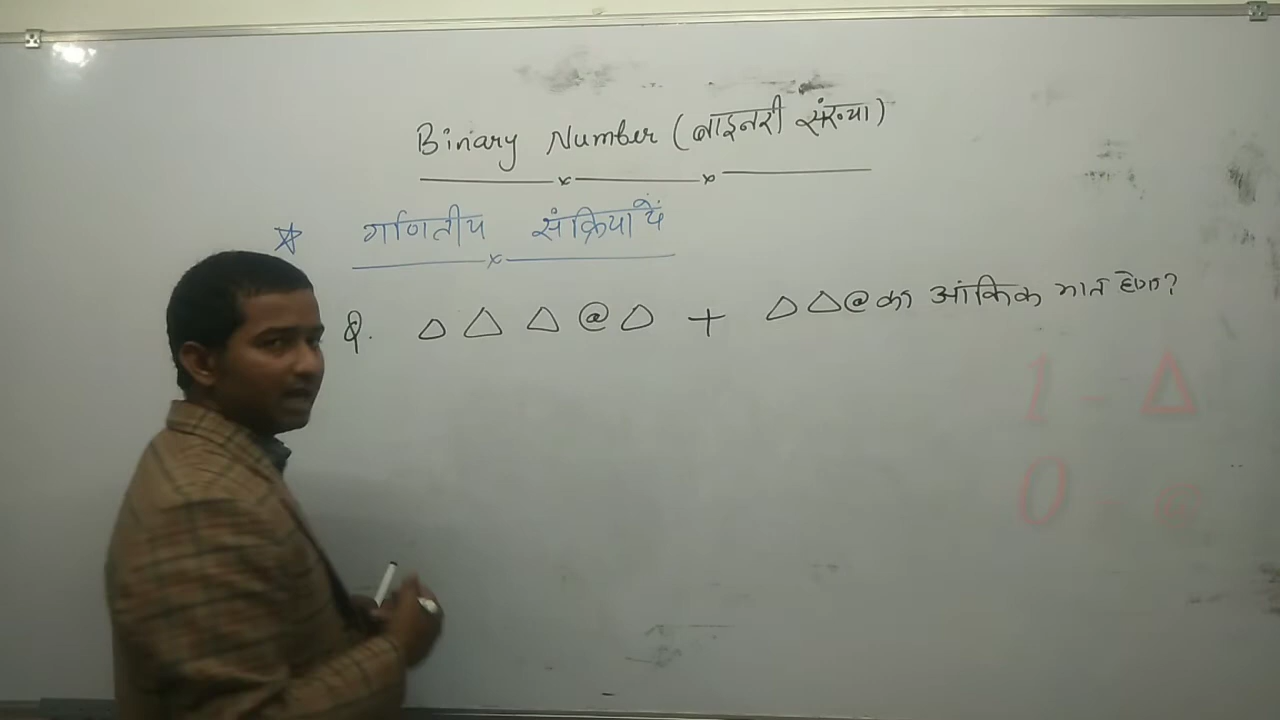 Binary Number (बाइनरी संख्या)
☆ गणितीय संक्रियायें
Q. △ △ △ @ △ + △ △ @ का आंकिक मान होगा?
1 - △
0 - @